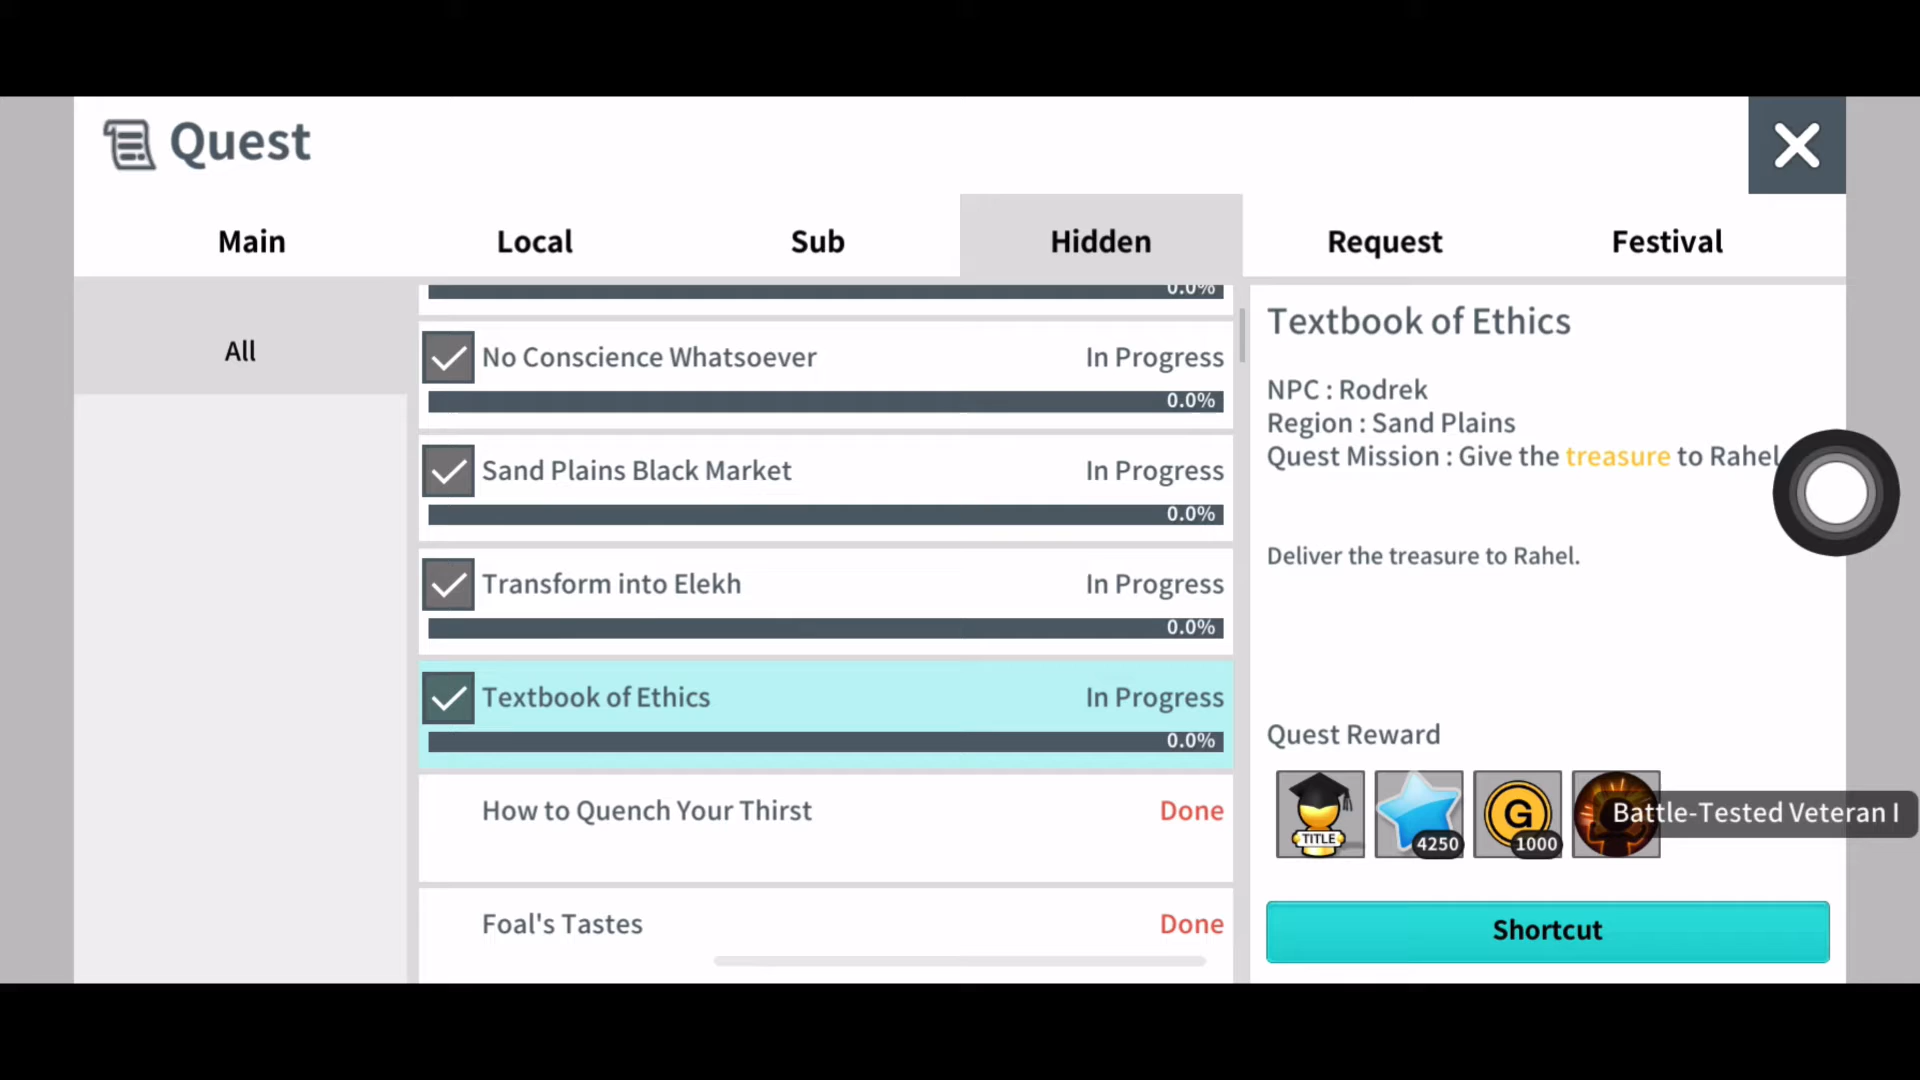 Quest
Main
Local
Sub
Hidden
Request
Festival
All
0.0%
No Conscience Whatsoever
In Progress
0.0%
Sand Plains Black Market
In Progress
0.0%
Transform into Elekh
In Progress
0.0%
Textbook of Ethics
In Progress
0.0%
How to Quench Your Thirst
Done
Foal's Tastes
Done
Textbook of Ethics
NPC : Rodrek
Region : Sand Plains
Quest Mission : Give the treasure to Rahel
Deliver the treasure to Rahel.
Quest Reward
TITLE
4250
G
1000
Battle-Tested Veteran I
Shortcut